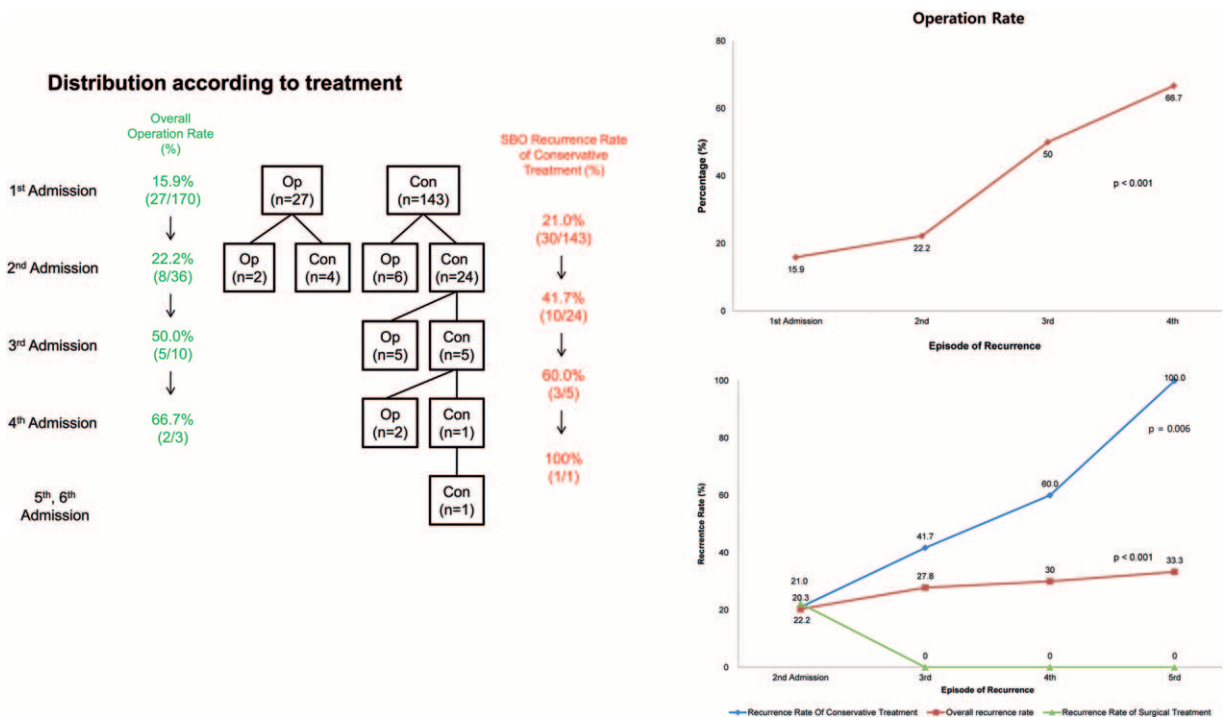 Distribution according to treatment
Overall
Operation Rate
(%)
SBO Recurrence Rate
of Conservative
Treatment (%)
1st Admission
15.9%
(27/170)
Op
(n=27)
Con
(n=143)
21.0%
(30/143)
2nd Admission
22.2%
(8/36)
Op
(n=2)
Con
(n=4)
Op
(n=6)
Con
(n=24)
41.7%
(10/24)
3rd Admission
50.0%
(5/10)
Op
(n=5)
Con
(n=5)
60.0%
(3/5)
4th Admission
66.7%
(2/3)
Op
(n=2)
Con
(n=1)
100%
(1/1)
5th, 6th
Admission
Con
(n=1)
Operation Rate
Percentage (%)
80
60
40
20
0
15.9
22.2
50
66.7
p < 0.001
1st Admission 2nd 3rd 4th
Episode of Recurrence
Recrrentce Rate (%)
100
80
60
40
20
0
21.0
20.3
22.2
41.7
60.0
100.0
p = 0.006
27.8
30
33.3
p < 0.001
0
0
0
2nd Admission 3rd 4th 5rd
Episode of Recurrence
Recurrence Rate Of Conservative Treatment Overall recurrence rate Recurrence Rate of Surgical Treatment